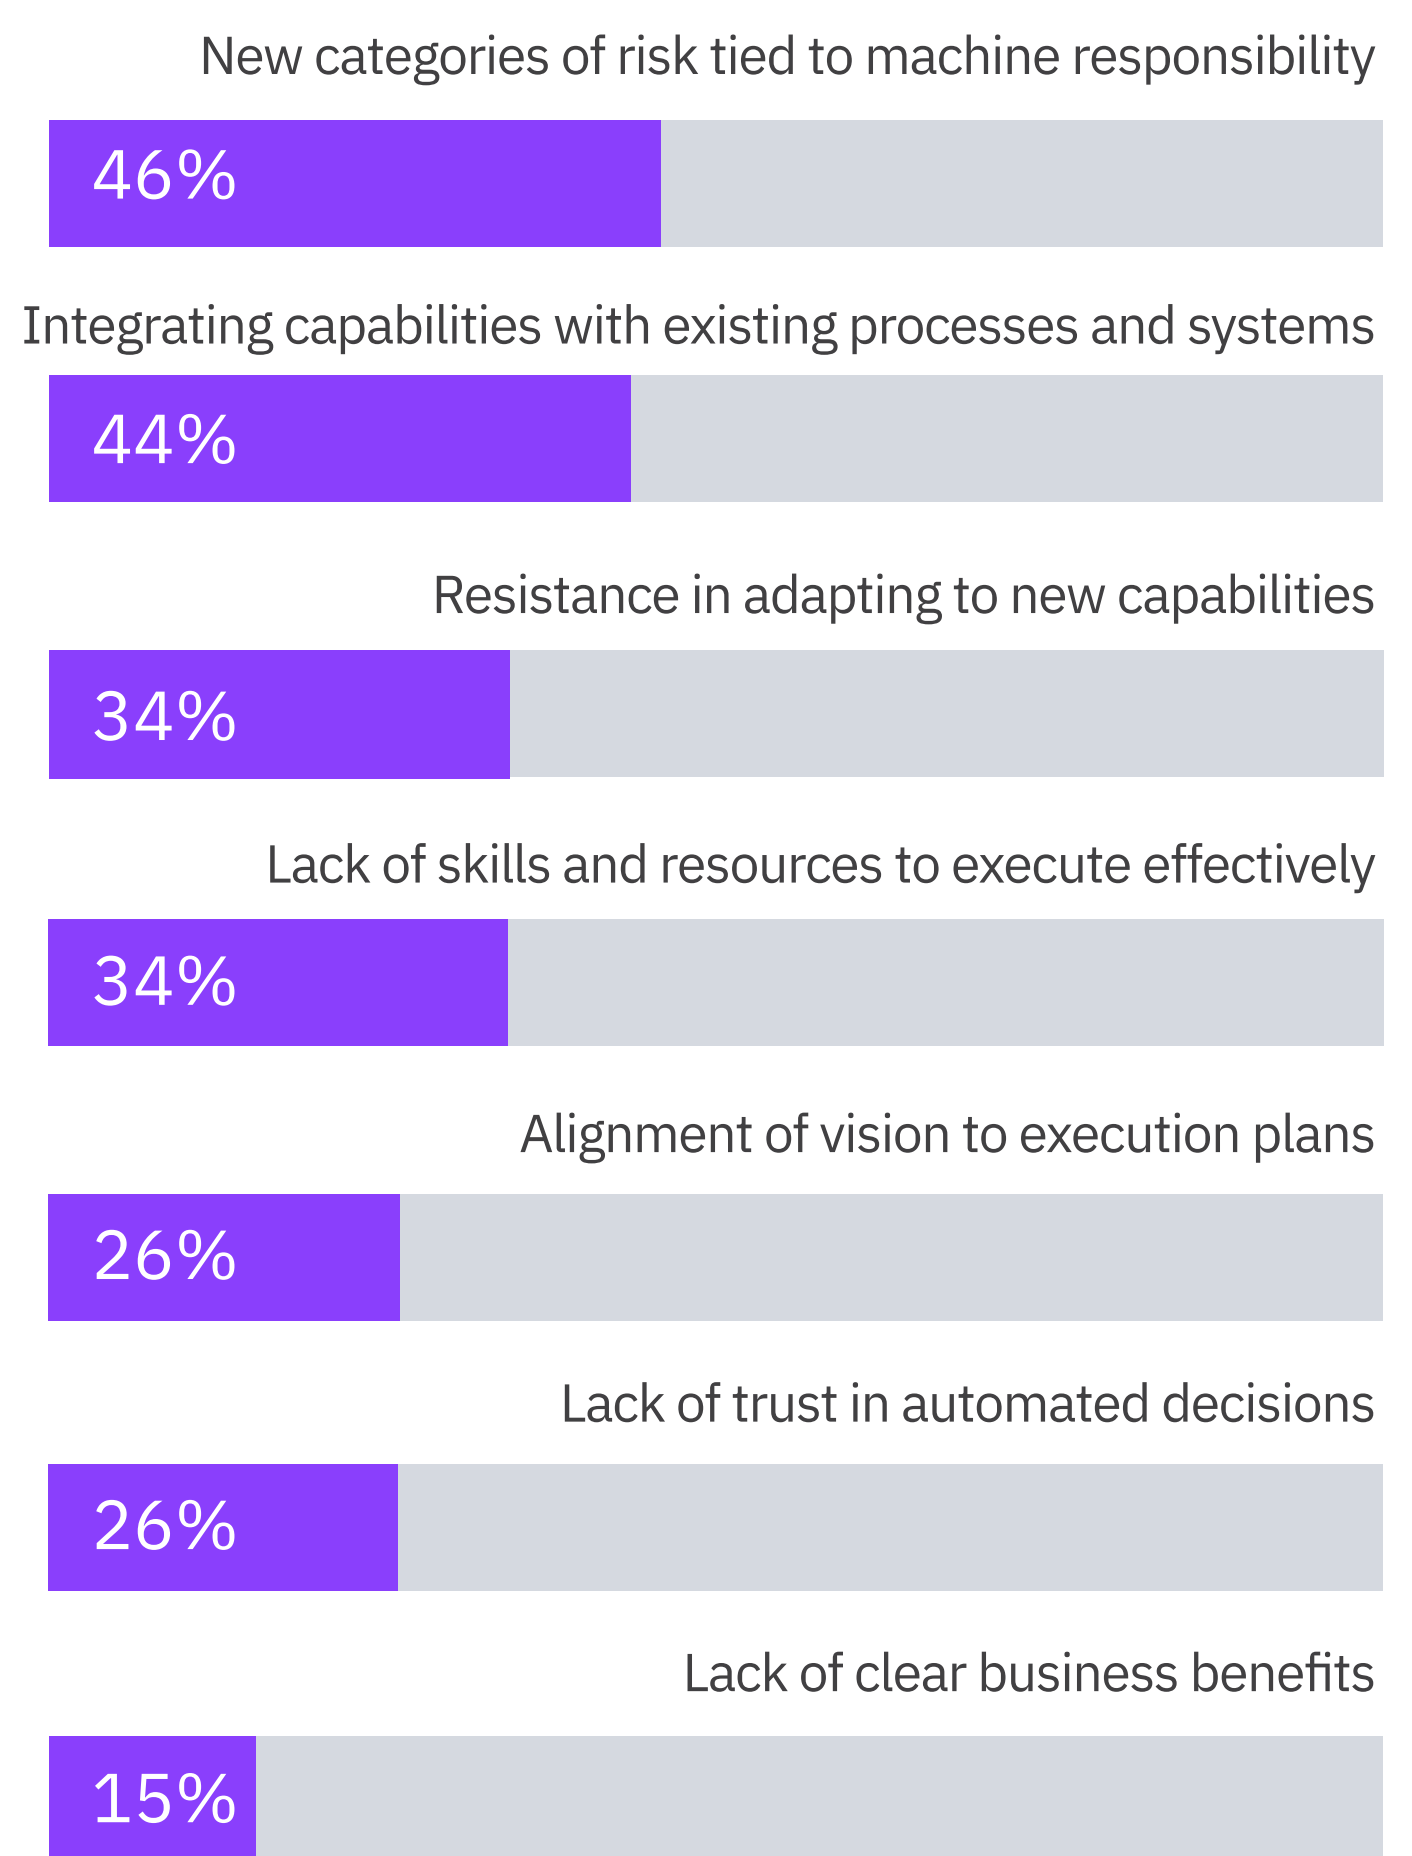 New categories of risk tied to machine responsibility
46%
Integrating capabilities with existing processes and systems
44%
Resistance in adapting to new capabilities
34%
Lack of skills and resources to execute effectively
34%
Alignment of vision to execution plans
26%
Lack of trust in automated decisions
26%
Lack of clear business benefits
15%